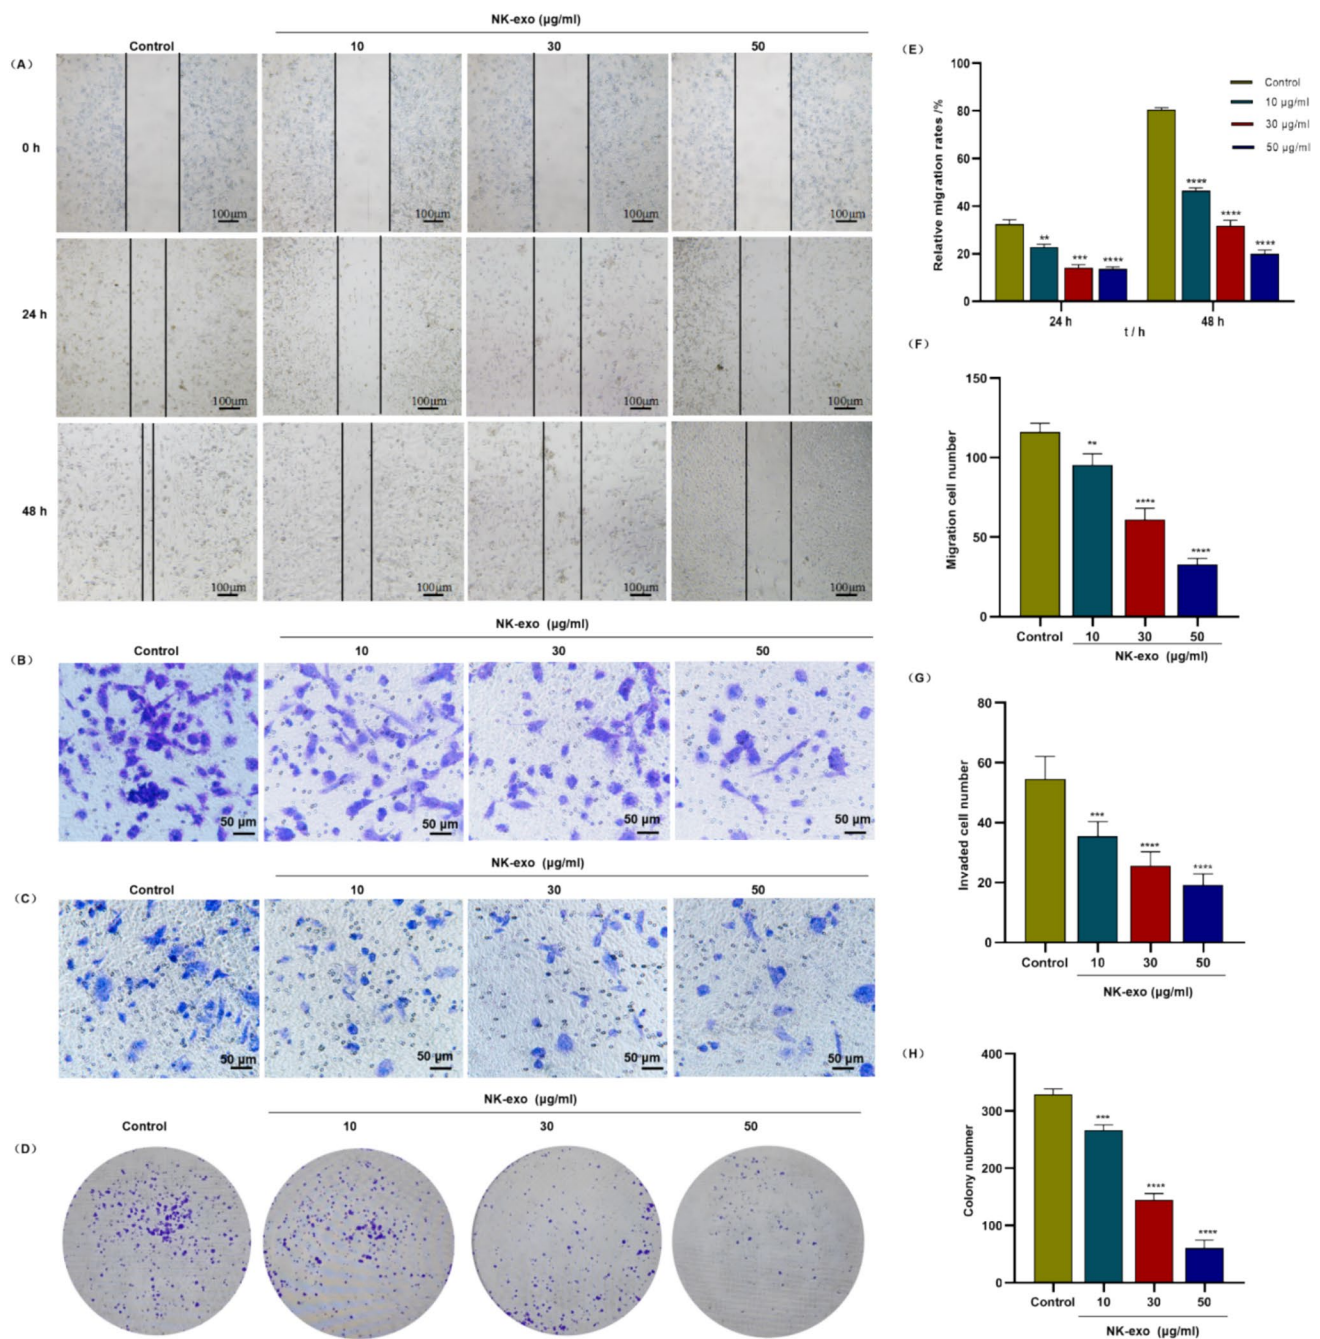 NK-exo (μg/ml)
Control 10 30 50
(A)
0 h
100μm 100μm 100μm 100μm
24 h
100μm 100μm 100μm 100μm
48 h
100μm 100μm 100μm 100μm
NK-exo (μg/ml)
(B) Control 10 30 50
50 μm 50 μm 50 μm 50 μm
NK-exo (μg/ml)
Control 10 30 50
(C)
50 μm 50 μm 50 μm 50 μm
NK-exo (μg/ml)
Control 10 30 50
(D)
(E)
Relative migration rates /%
100
80
60
40
20
0
Control
10 μg/ml
30 μg/ml
50 μg/ml
** *** **** **** **** ****
24 h 48 h
t / h
(F)
Migration cell number
150
100
50
0
** **** ****
Control 10 30 50
NK-exo (μg/ml)
(G)
Invaded cell number
80
60
40
20
0
*** **** ****
Control 10 30 50
NK-exo (μg/ml)
(H)
Colony nubmer
400
300
200
100
0
*** **** ****
Control 10 30 50
NK-exo (μg/ml)